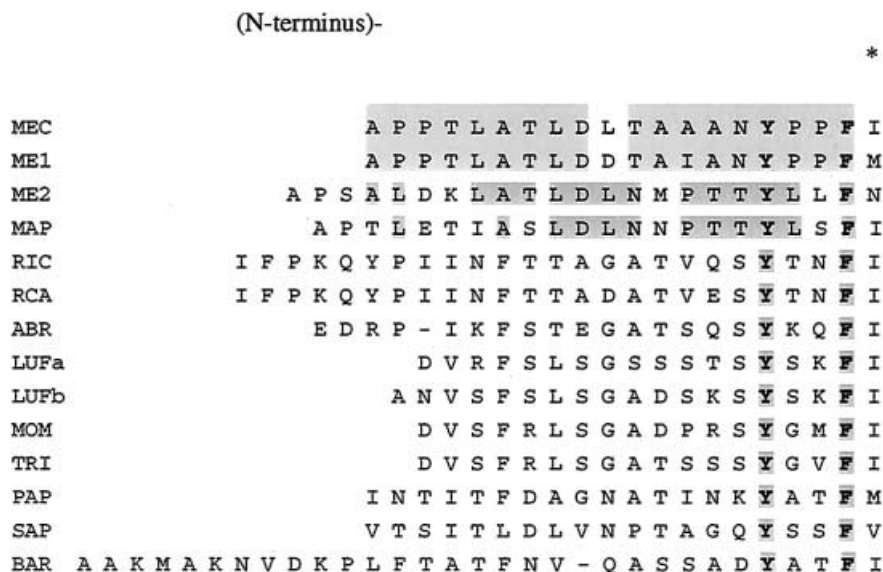 (N-terminus)-
*
MEC A P P T L A T L D L T A A A N Y P P F I
ME1 A P P T L A T L D D T A I A N Y P P F M
ME2 A P S A L D K L A T L D L N M P T T Y L L F N
MAP A P T L E T I A S L D L N N P T T Y L S F I
RIC I F P K Q Y P I I N F T T A G A T V Q S Y T N F I
RCA I F P K Q Y P I I N F T T A D A T V E S Y T N F I
ABR E D R P - I K F S T E G A T S Q S Y K Q F I
LUFa D V R F S L S G S S S T S Y S K F I
LUFb A N V S F S L S G A D S K S Y S K F I
MOM D V S F R L S G A D P R S Y G M F I
TRI D V S F R L S G A T S S S Y G V F I
PAP I N T I T F D A G N A T I N K Y A T F M
SAP V T S I T L D L V N P T A G Q Y S S F V
BAR A A K M A K N V D K P L F T A T F N V - Q A S S A D Y A T F I